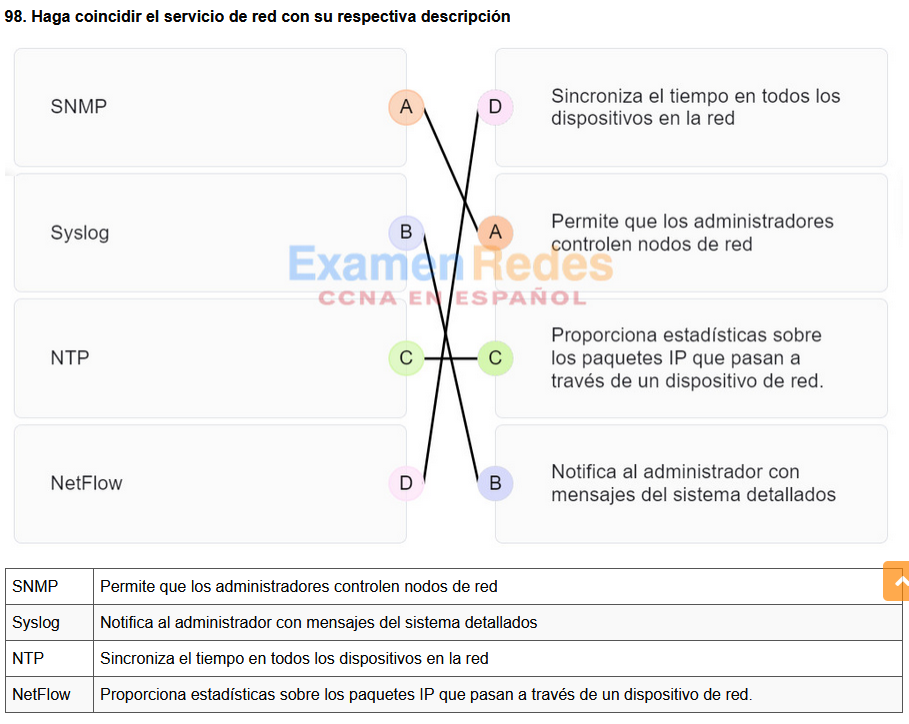 98. Haga coincidir el servicio de red con su respectiva descripción
SNMP
A
D
Sincroniza el tiempo en todos los
dispositivos en la red
Syslog
B
A
Permite que los administradores
controlen nodos de red
ExamenRedes
CCNA EN ESPAÑOL
NTP
C
C
Proporciona estadísticas sobre
los paquetes IP que pasan a
través de un dispositivo de red.
NetFlow
D
B
Notifica al administrador con
mensajes del sistema detallados
SNMP Permite que los administradores controlen nodos de red
Syslog Notifica al administrador con mensajes del sistema detallados
NTP Sincroniza el tiempo en todos los dispositivos en la red
NetFlow Proporciona estadísticas sobre los paquetes IP que pasan a través de un dispositivo de red.